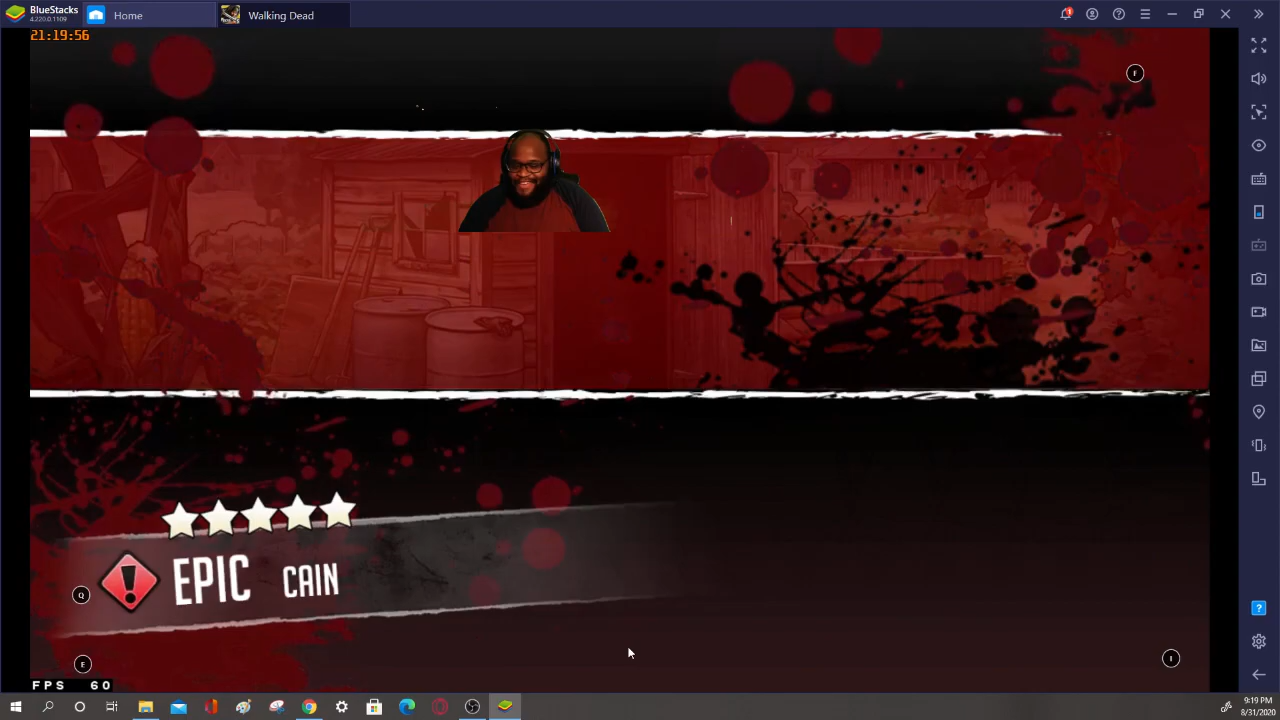 BlueStacks
4.220.0.1109
Home
Walking Dead
1
21:19:56
F
EPIC CAIN
Q
E
I
FPS 60
9:19 PM
8/31/2020